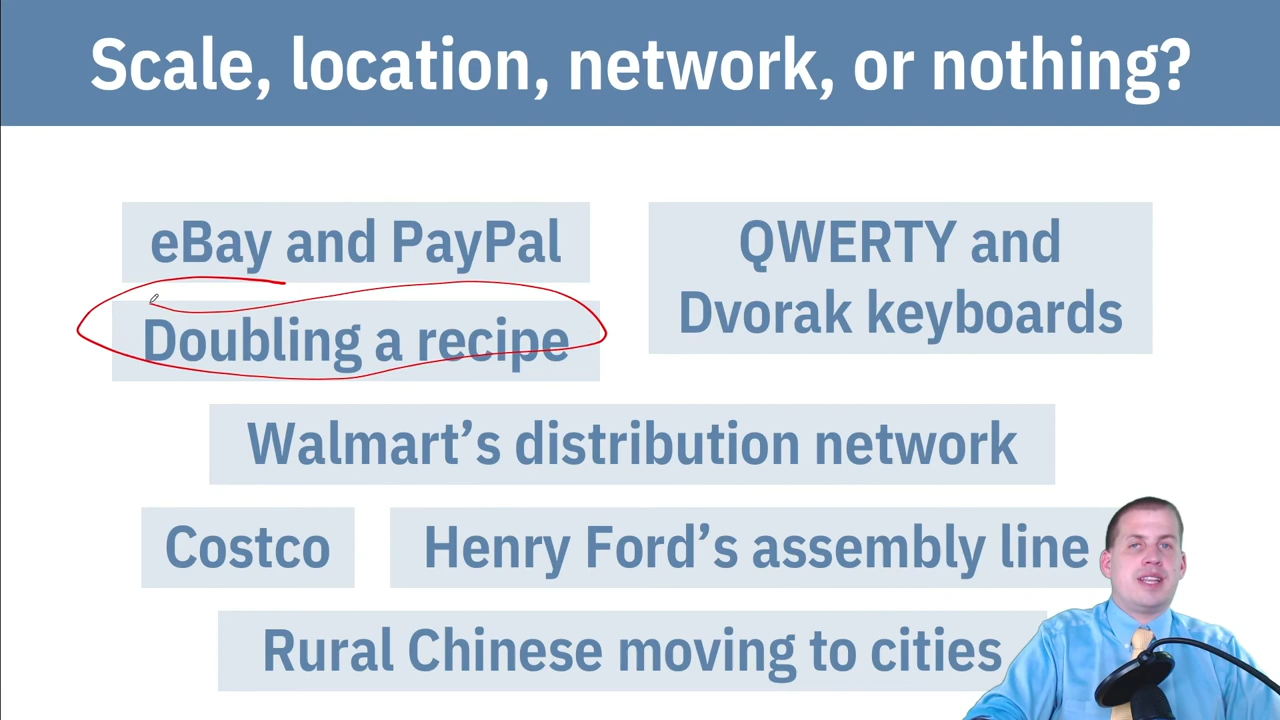 Scale, location, network, or nothing?
eBay and PayPal
Doubling a recipe
QWERTY and
Dvorak keyboards
Walmart's distribution network
Costco
Henry Ford's assembly line
Rural Chinese moving to cities